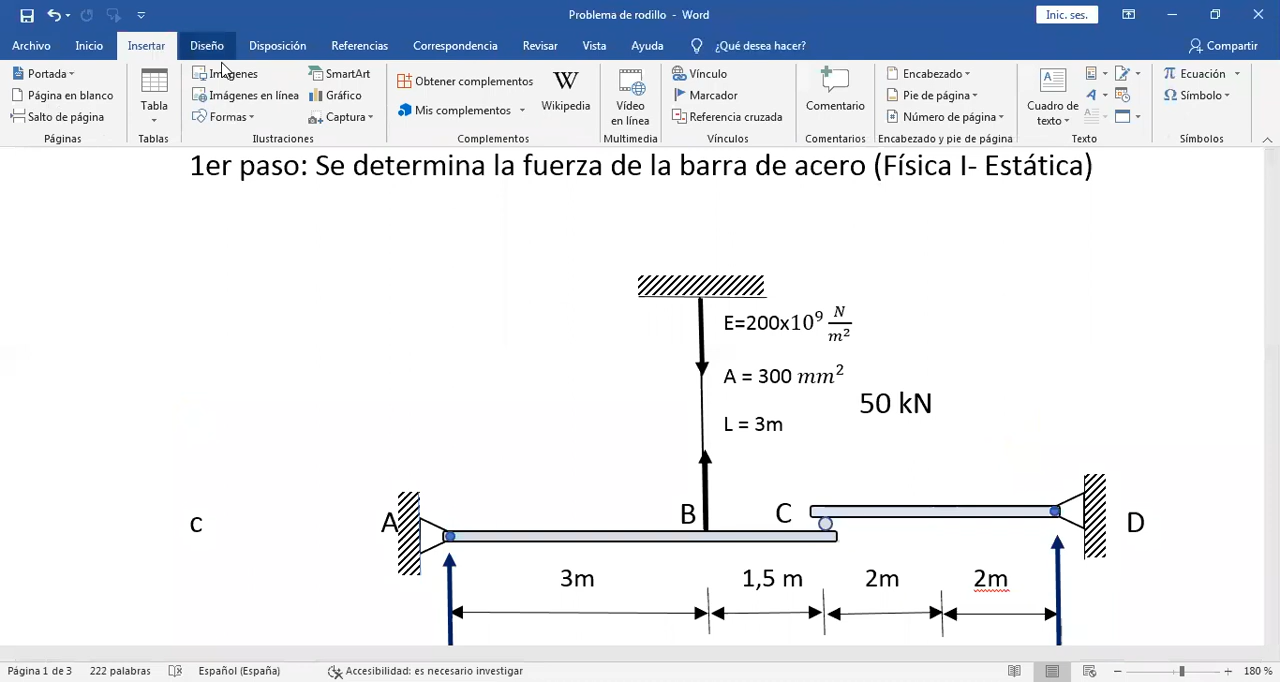 Problema de rodillo - Word
Inic. ses.
Archivo Inicio Insertar Diseño Disposición Referencias Correspondencia Revisar Vista Ayuda ¿Qué desea hacer? Compartir
Portada
Página en blanco
Salto de página
Páginas
Tabla
Tablas
Imágenes
Imágenes en línea
Formas
SmartArt
Gráfico
Captura
Ilustraciones
Obtener complementos
Mis complementos
Wikipedia
Complementos
Vídeo
en línea
Multimedia
Vínculo
Marcador
Referencia cruzada
Vínculos
Comentario
Comentarios
Encabezado
Pie de página
Número de página
Encabezado y pie de página
Cuadro de
texto
Texto
Ecuación
Símbolo
Símbolos
1er paso: Se determina la fuerza de la barra de acero (Física I- Estática)
E=200x10⁹ N/m²
A = 300 mm²
50 kN
L = 3m
c A B C D
3m 1,5 m 2m 2m
Página 1 de 3 222 palabras Español (España) Accesibilidad: es necesario investigar 180 %